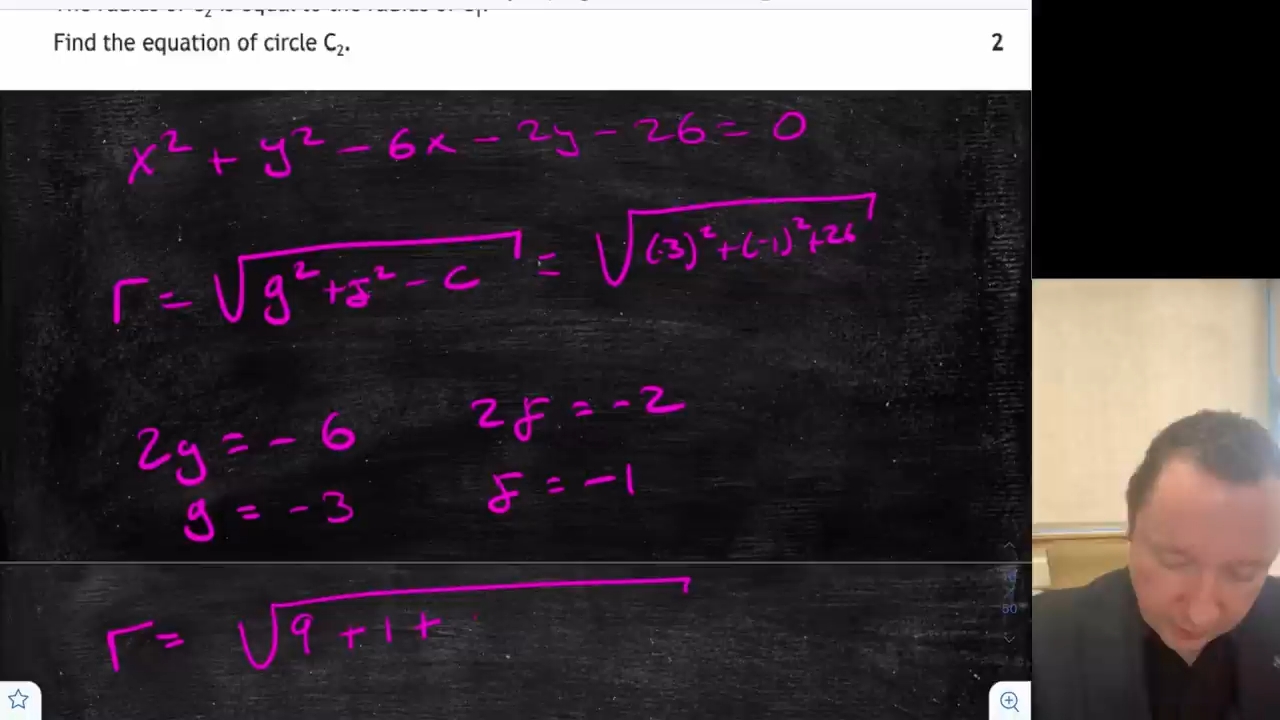 Find the equation of circle C₂. 2
x² + y² - 6x - 2y - 26 = 0
r = √(g² + f² - c) = √((-3)² + (-1)² + 26)
2g = - 6 2f = -2
g = -3 f = -1
50
r = √(9 + 1 +